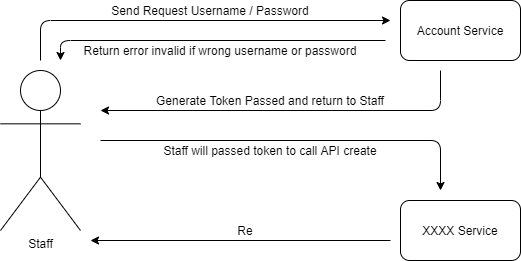 Send Request Username / Password
Account Service
Return error invalid if wrong username or password
Generate Token Passed and return to Staff
Staff will passed token to call API create
XXXX Service
Re
Staff